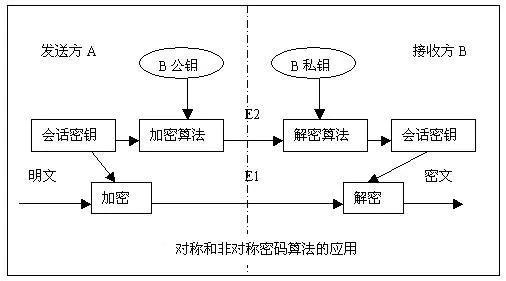 发送方 A
接收方 B
B 公钥
B 私钥
E2
会话密钥
加密算法
解密算法
会话密钥
明文
E1
密文
加密
解密
对称和非对称密码算法的应用